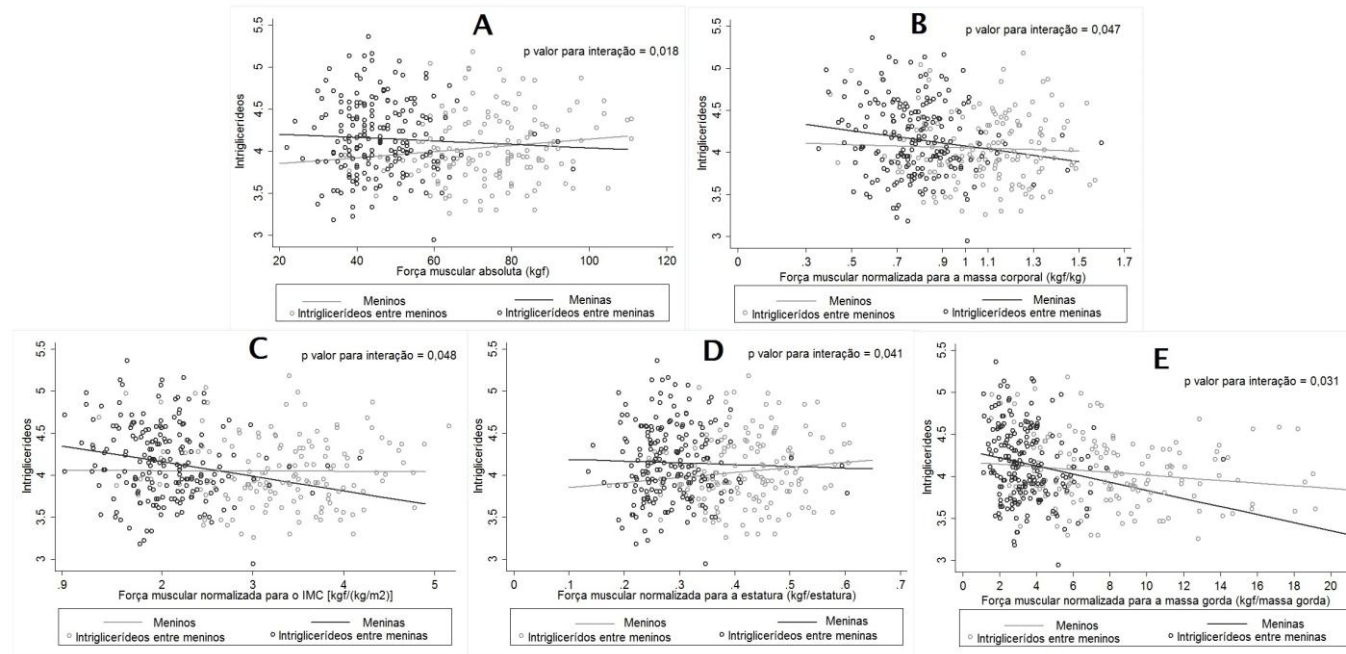 A
p valor para interação = 0,018
Intriglicerídeos
5.5
5
4.5
4
3.5
3
20 40 60 80 100 120
Força muscular absoluta (kgf)
Meninos Meninas
Intriglicerídeos entre meninos Intriglicerídeos entre meninas
B
p valor para interação = 0,047
Intriglicerídeos
5.5
5
4.5
4
3.5
3
0 .3 .5 .7 .9 1 1.1 1.3 1.5 1.7
Força muscular normalizada para a massa corporal (kgf/kg)
Meninos Meninas
Intriglicerídos entre meninos Intriglicerídeos entre meninas
C
p valor para interação = 0,048
Intriglicerídeos
5.5
5
4.5
4
3.5
3
.9 2 3 4 5
Força muscular normalizada para o IMC [kgf/(kg/m2)]
Meninos Meninas
Intriglicerídeos entre meninos Intriglicerídeos entre meninas
D
p valor para interação = 0,041
Intriglicerídeos
5.5
5
4.5
4
3.5
3
0 .1 .2 .3 .4 .5 .6 .7
Força muscular normalizada para a estatura (kgf/estatura)
Meninos Meninas
Intriglicerídeos entre meninos Intriglicerídeos entre meninas
E
p valor para interação = 0,031
Intriglicerídeos
5.5
5
4.5
4
3.5
3
0 2 4 6 8 10 12 14 16 18 20
Força muscular normalizada para a massa gorda (kgf/massa gorda)
Meninos Meninas
Intriglicerídeos entre meninos Intriglicerídeos entre meninas